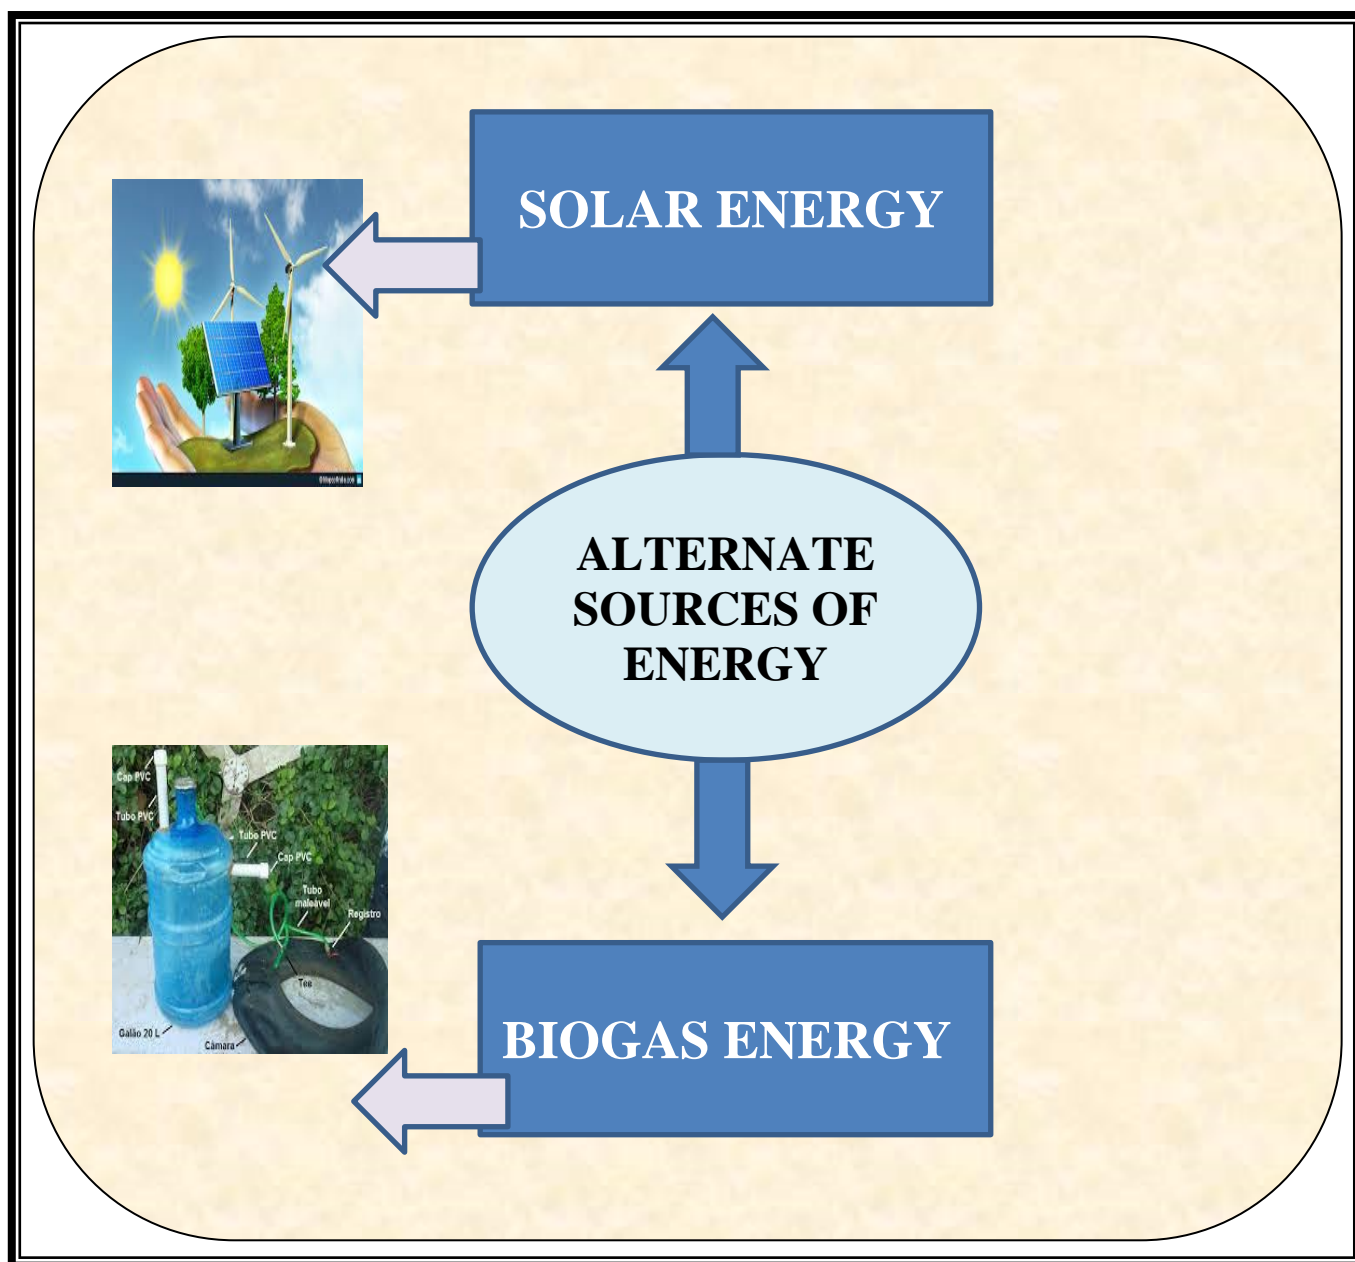 SOLAR ENERGY
ALTERNATE
SOURCES OF
ENERGY
Cap PVC
Tubo PVC
Tubo PVC
Cap PVC
Tubo
maleável
Registro
Tee
Galão 20 L
Câmara
BIOGAS ENERGY